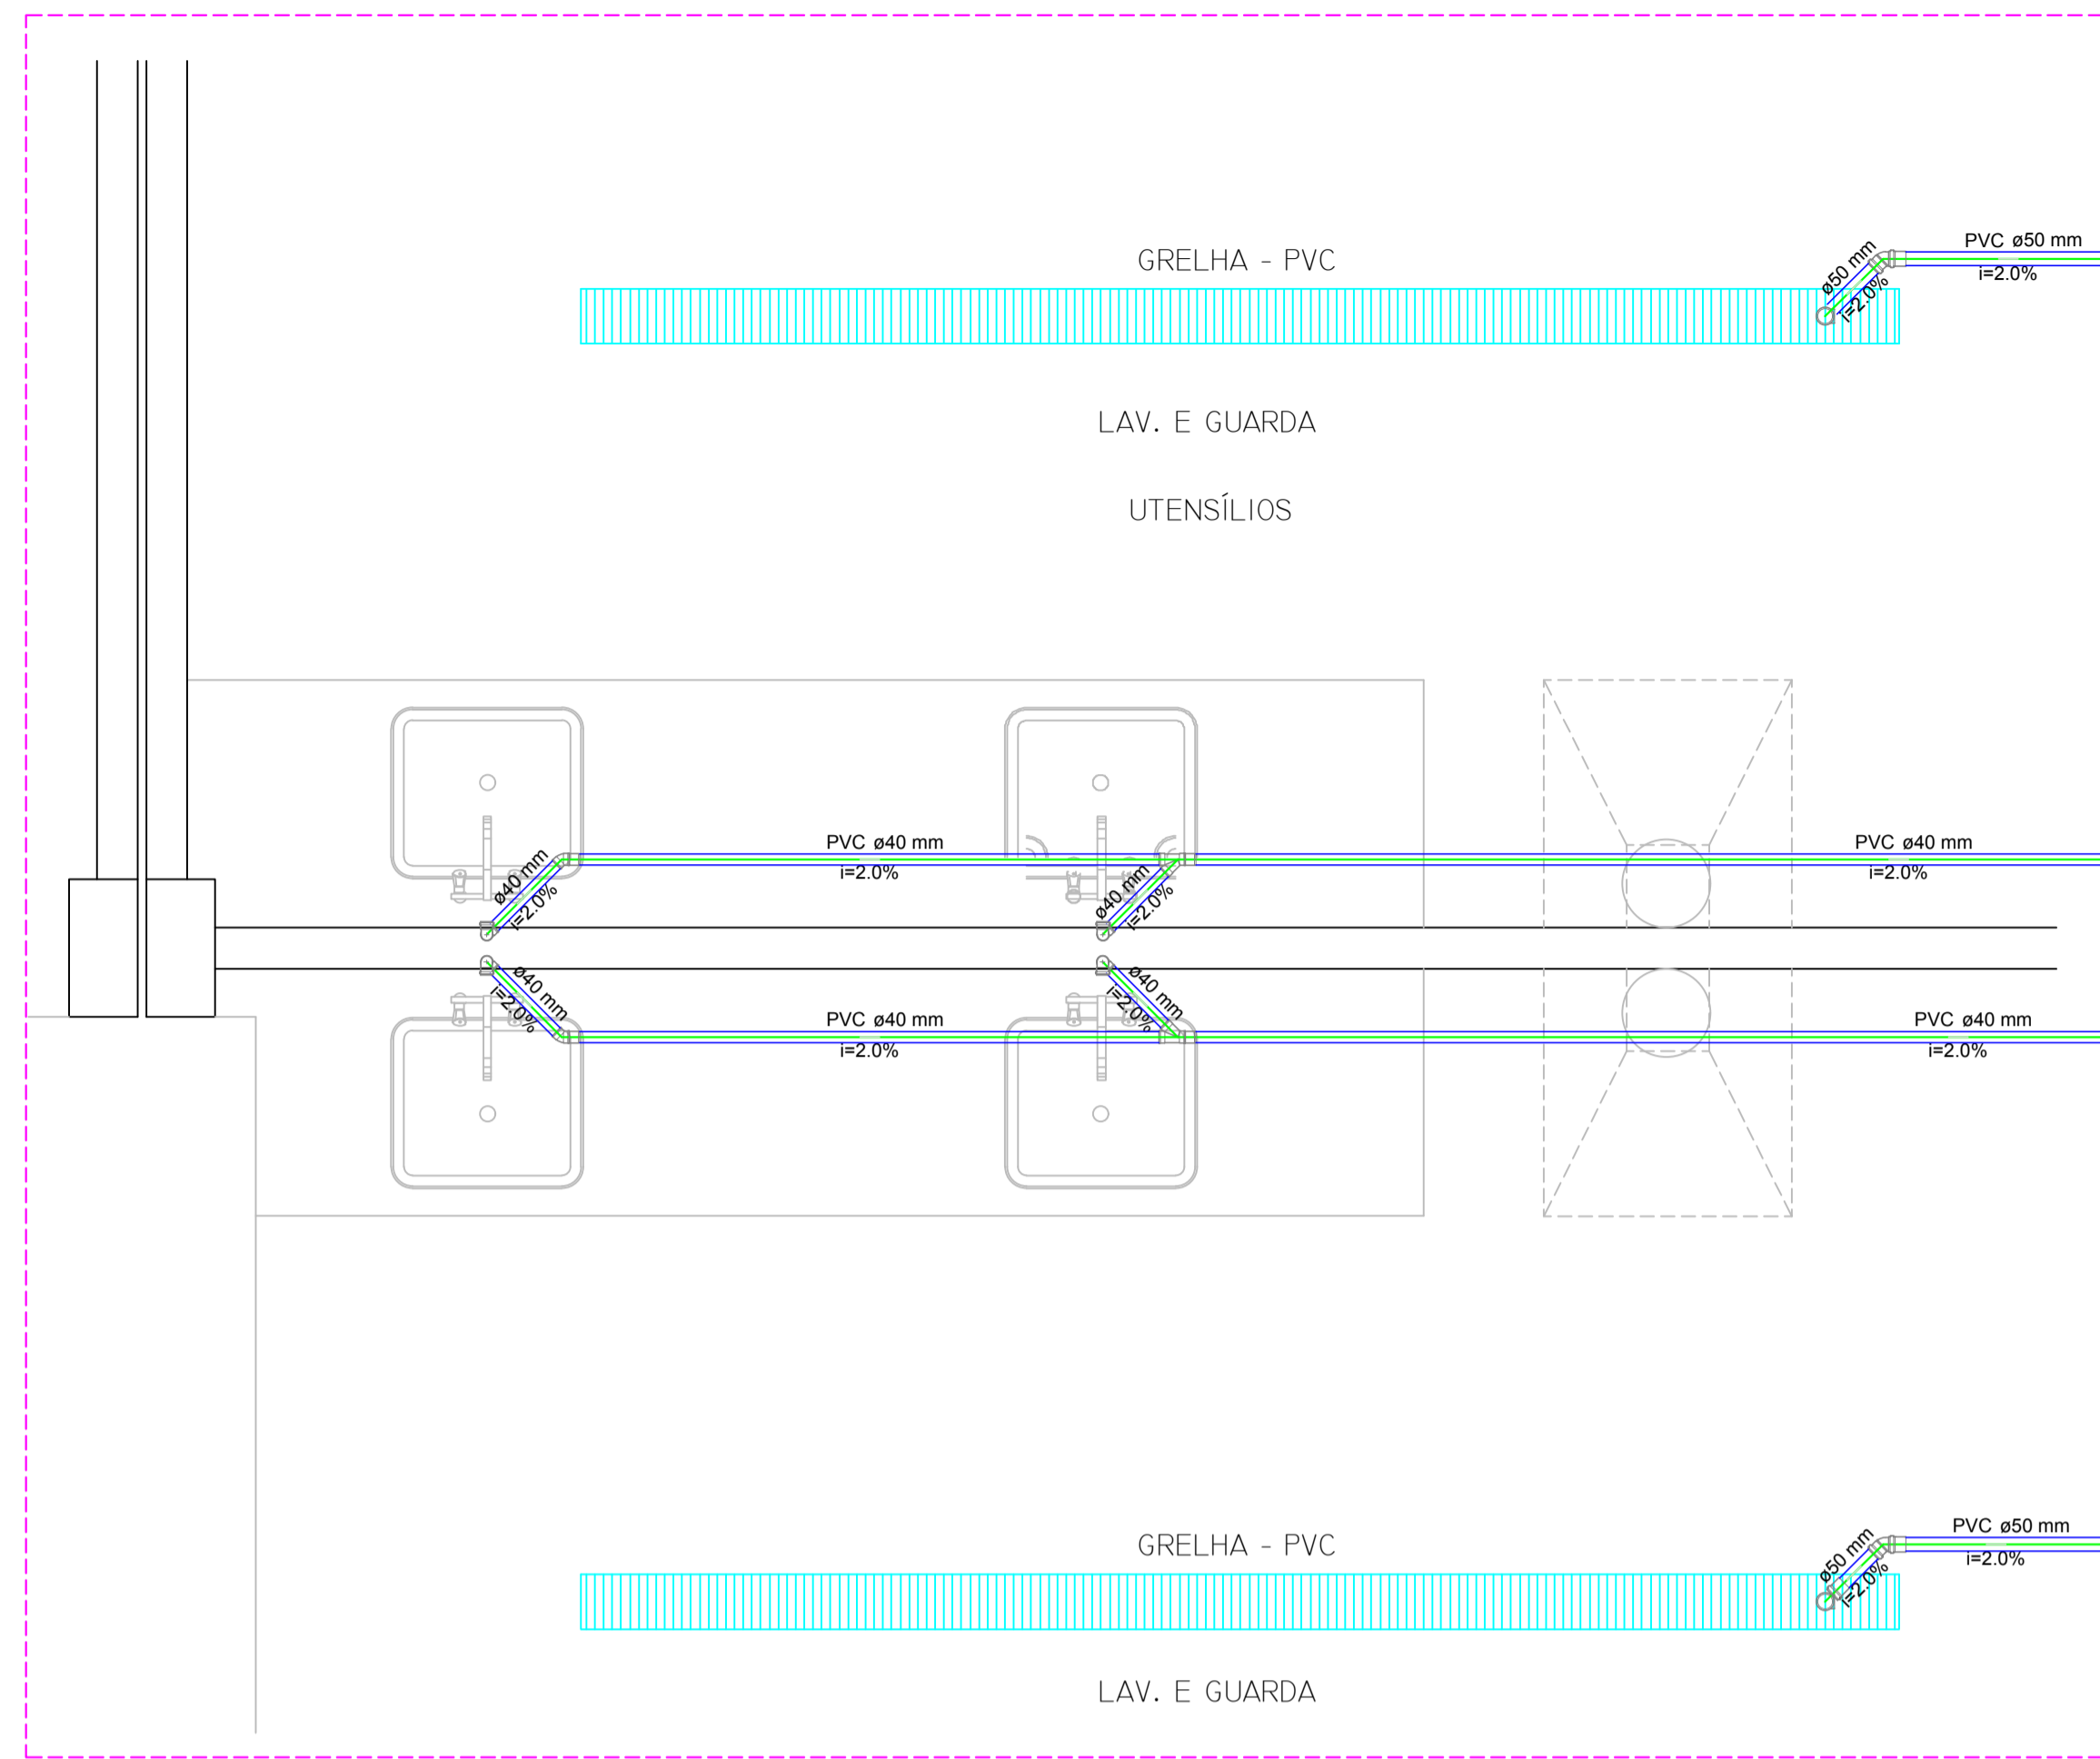 PVC ø50 mm
ø50 mm
i=2.0%
i=2.0%
GRELHA - PVC
LAV. E GUARDA
UTENSÍLIOS
PVC ø40 mm
i=2.0%
ø40 mm
i=2.0%
ø40 mm
i=2.0%
PVC ø40 mm
i=2.0%
ø40 mm
i=2.0%
ø40 mm
i=2.0%
PVC ø40 mm
i=2.0%
PVC ø40 mm
i=2.0%
GRELHA - PVC
PVC ø50 mm
ø50 mm
i=2.0%
i=2.0%
LAV. E GUARDA